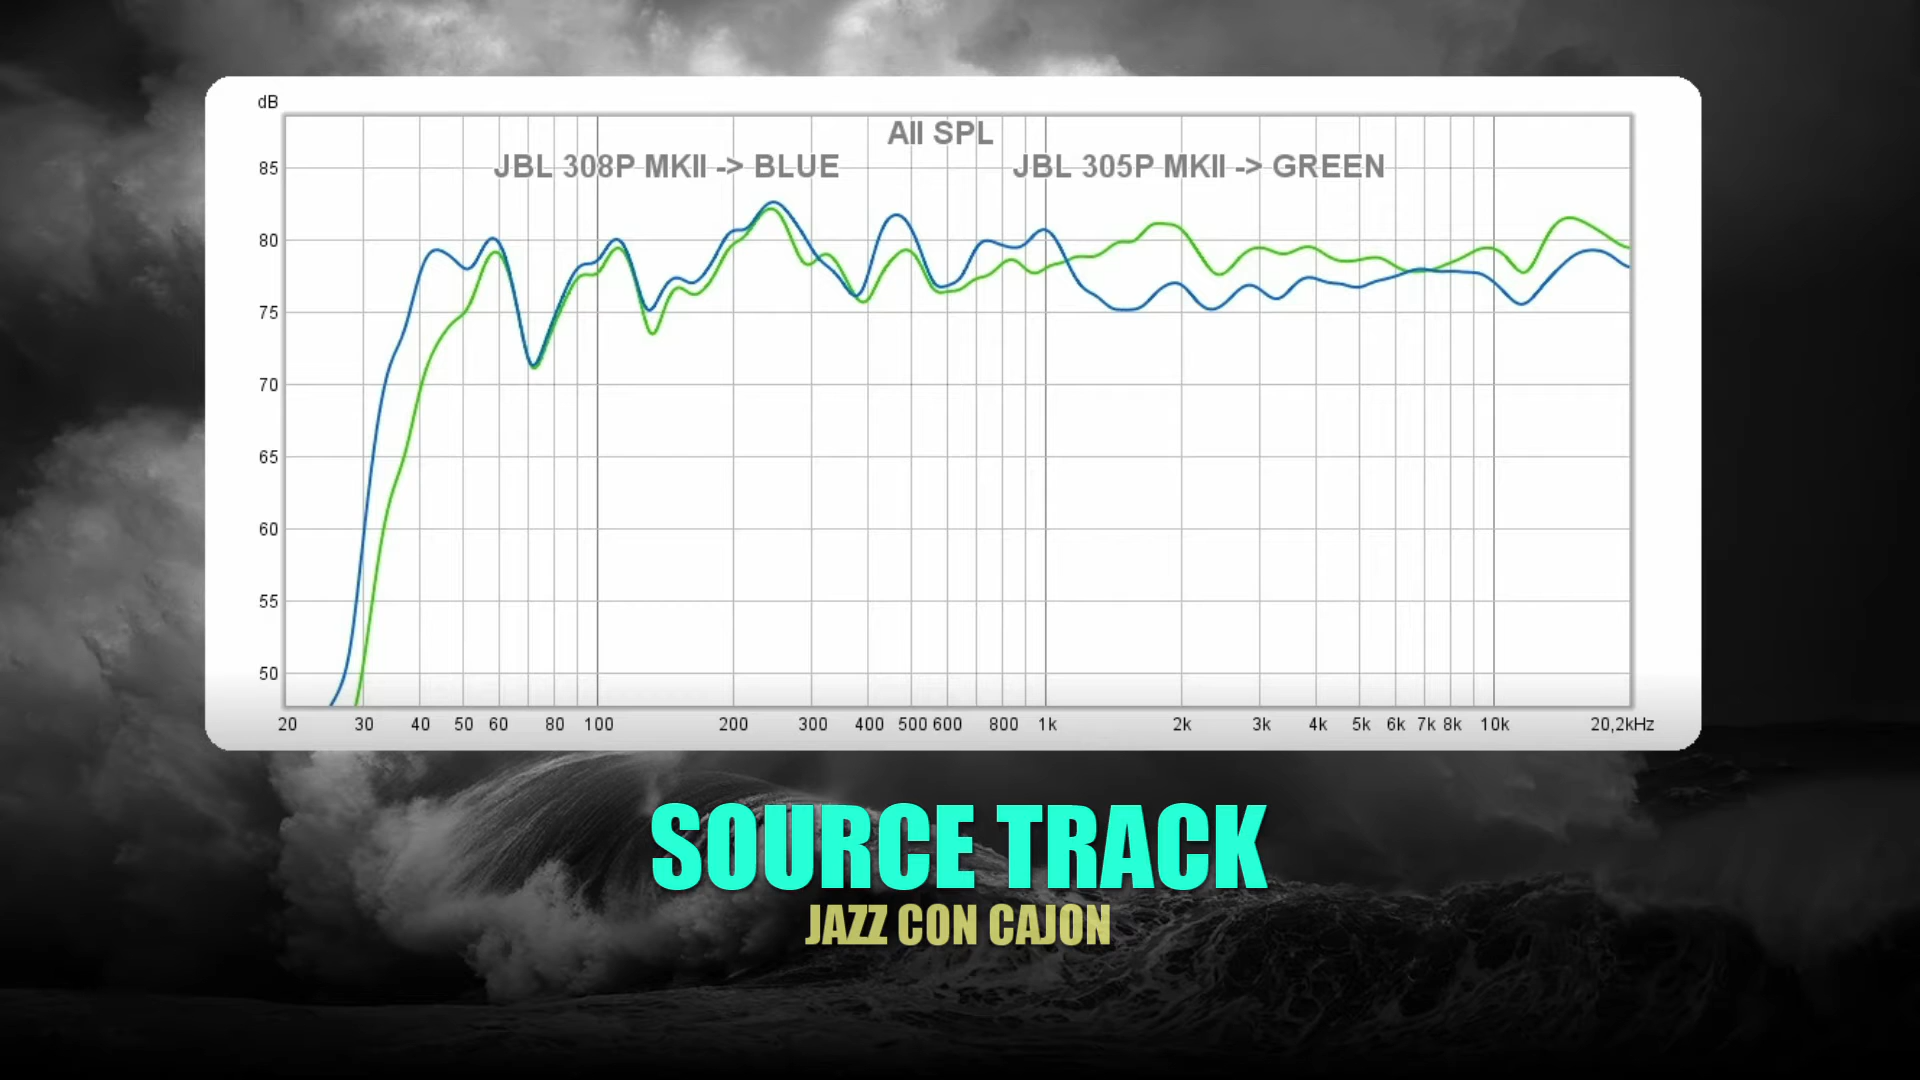 dB
All SPL
JBL 308P MKII -> BLUE JBL 305P MKII -> GREEN
85
80
75
70
65
60
55
50
20 30 40 50 60 80 100 200 300 400 500 600 800 1k 2k 3k 4k 5k 6k 7k 8k 10k 20,2kHz
SOURCE TRACK
JAZZ CON CAJON